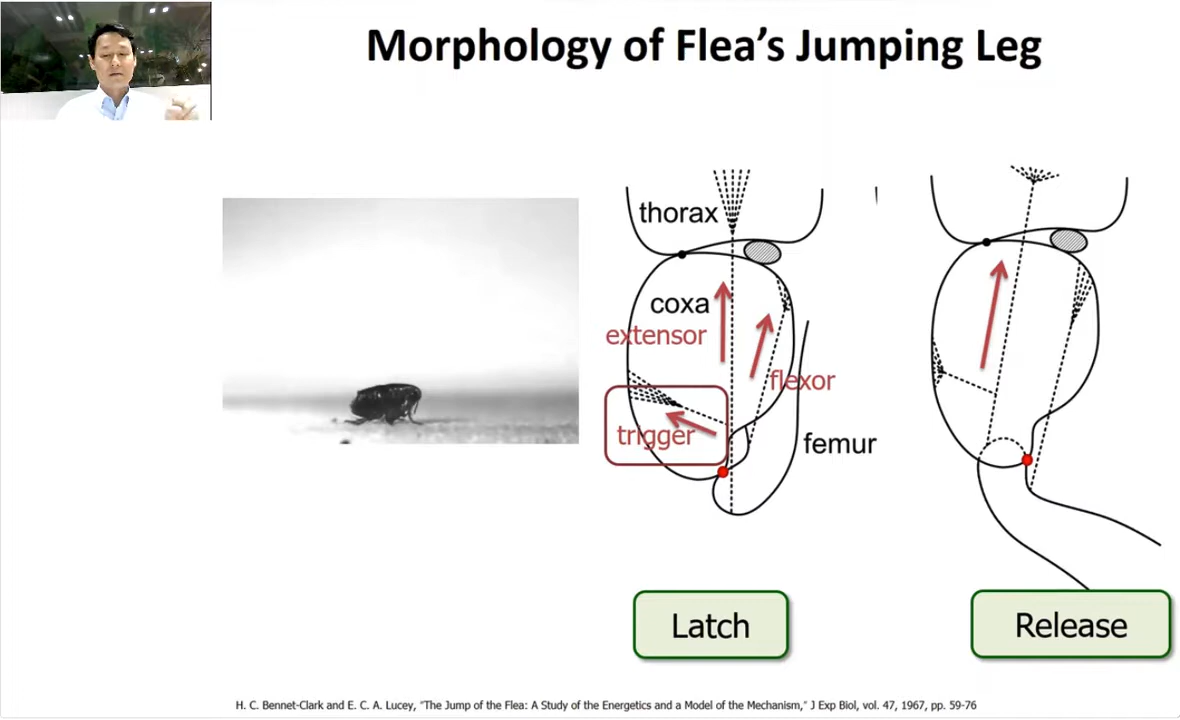 Morphology of Flea's Jumping Leg
thorax
coxa
extensor
flexor
trigger
femur
Latch
Release
H. C. Bennet-Clark and E. C. A. Lucey, "The Jump of the Flea: A Study of the Energetics and a Model of the Mechanism," J Exp Biol, vol. 47, 1967, pp. 59-76